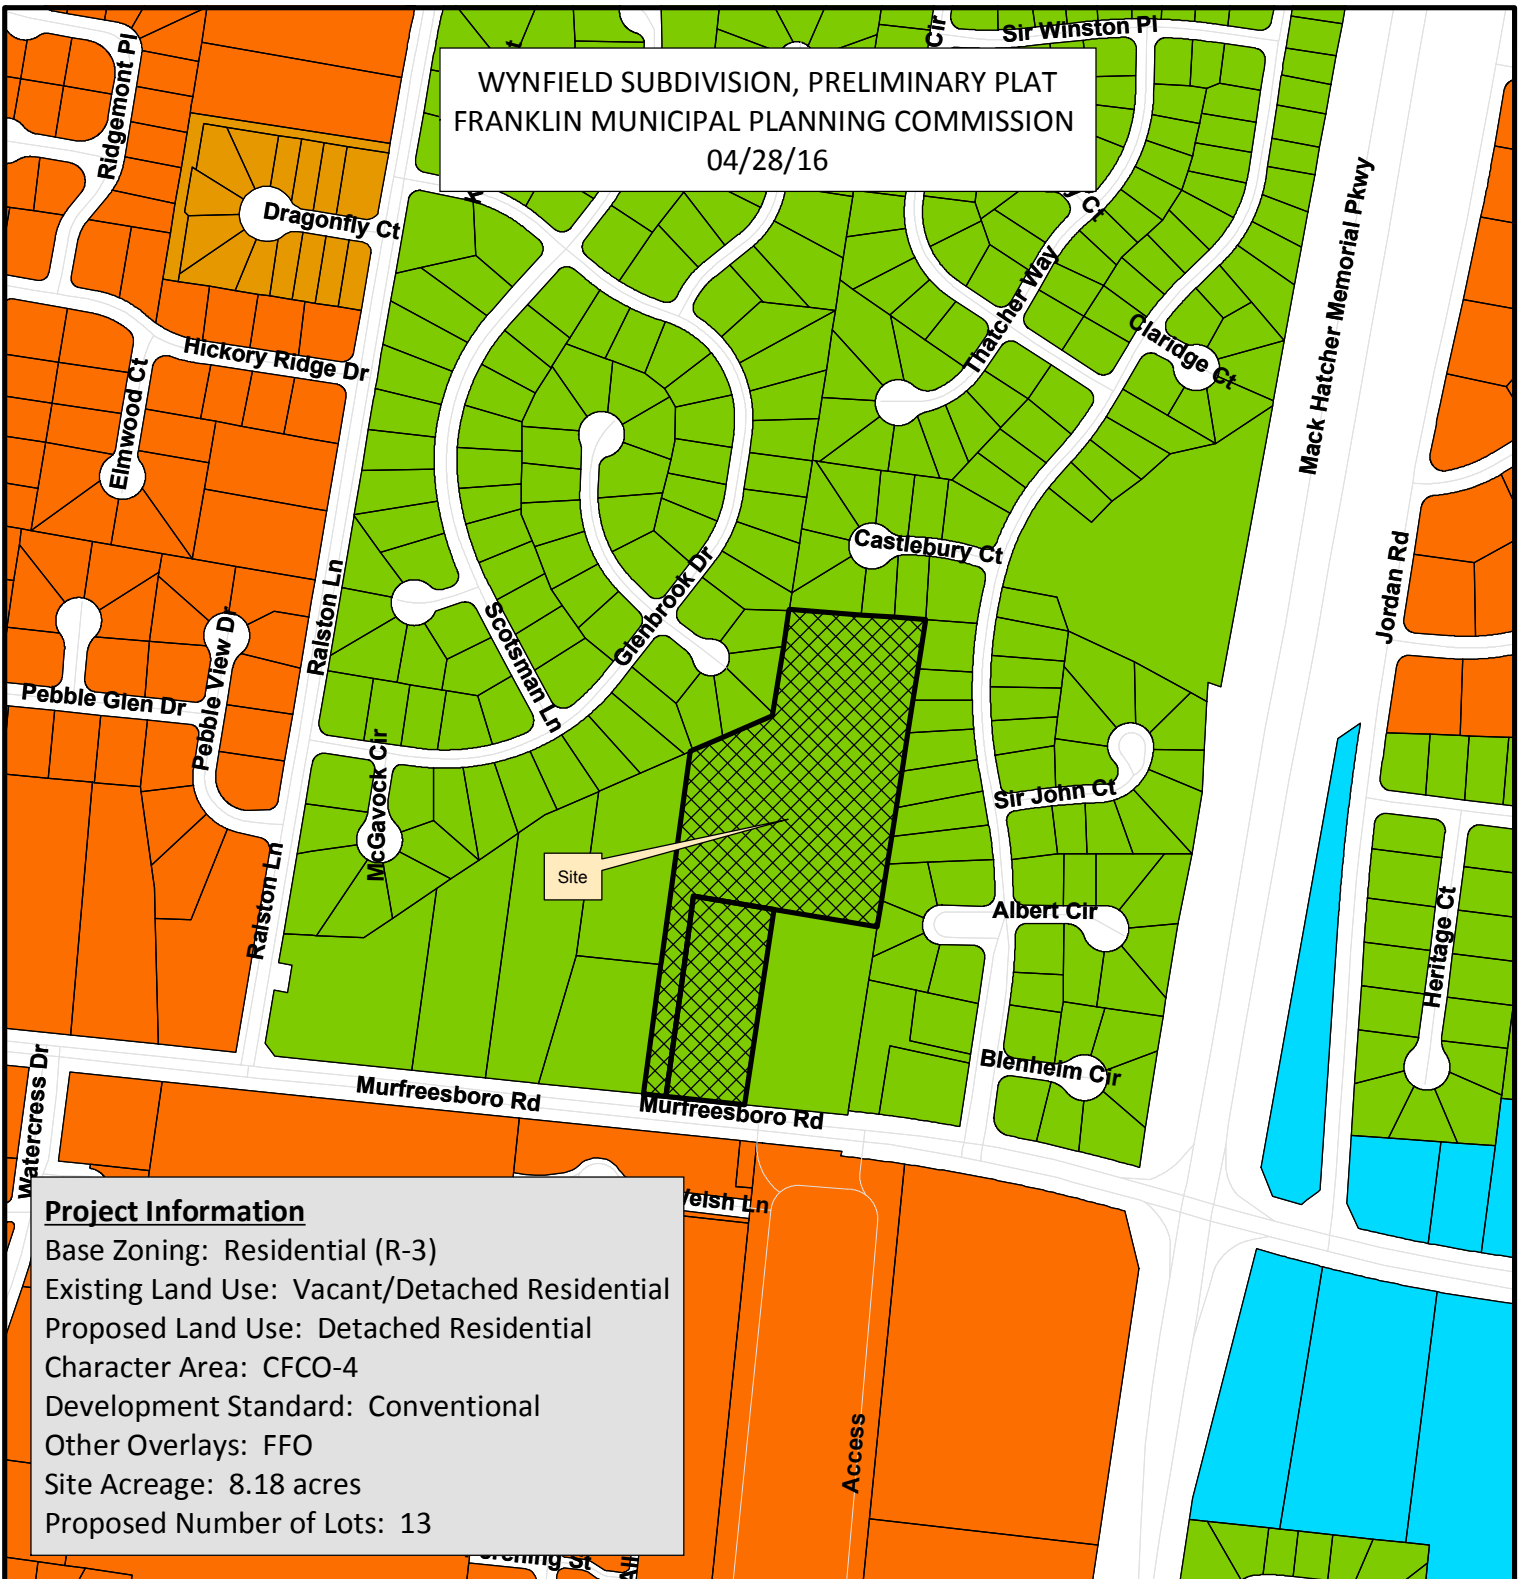 Sir Winston Pl
Cir
WYNFIELD SUBDIVISION, PRELIMINARY PLAT
FRANKLIN MUNICIPAL PLANNING COMMISSION
04/28/16
Ridgemont Pl
Dragonfly Ct
Ct
Mack Hatcher Memorial Pkwy
Thatcher Way
Claridge Ct
Hickory Ridge Dr
Elmwood Ct
Castlebury Ct
Jordan Rd
Ralston Ln
Glenbrook Dr
Scotsman Ln
Pebble View Dr
Pebble Glen Dr
McGavock Cir
Sir John Ct
Site
Ralston Ln
Albert Cir
Heritage Ct
Blenheim Cir
Watercress Dr
Murfreesboro Rd
Murfreesboro Rd
Ln
Access
Project Information
Base Zoning: Residential (R-3)
Existing Land Use: Vacant/Detached Residential
Proposed Land Use: Detached Residential
Character Area: CFCO-4
Development Standard: Conventional
Other Overlays: FFO
Site Acreage: 8.18 acres
Proposed Number of Lots: 13
St